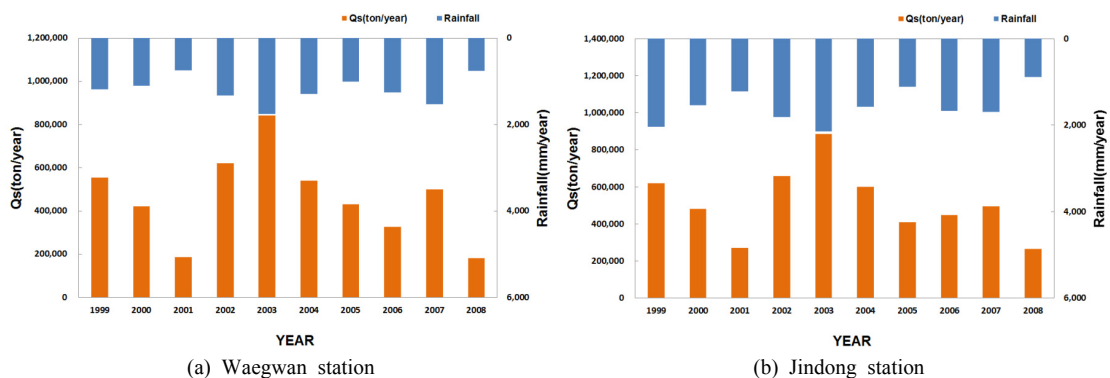 Qs(ton/year) Rainfall
1,200,000
1,000,000
800,000
600,000
400,000
200,000
0
Qs(ton/year)
0
2,000
4,000
6,000
Rainfall(mm/year)
1999 2000 2001 2002 2003 2004 2005 2006 2007 2008
YEAR
(a) Waegwan station
Qs(ton/year) Rainfall
1,400,000
1,200,000
1,000,000
800,000
600,000
400,000
200,000
0
Qs(ton/year)
0
2,000
4,000
6,000
Rainfall(mm/year)
1999 2000 2001 2002 2003 2004 2005 2006 2007 2008
YEAR
(b) Jindong station